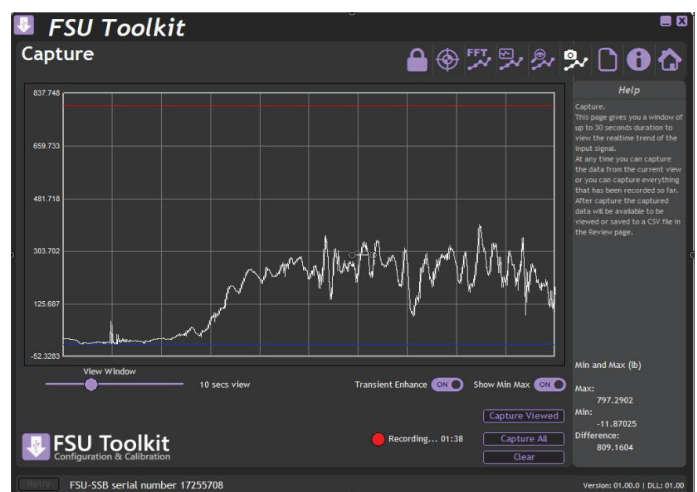 FSU Toolkit
Capture
FFT
837.748
659.733
481.718
303.702
125.687
-52.3283
Help
Capture.
This page gives you a window of
up to 30 seconds duration to
view the realtime trend of the
input signal.
At any time you can capture
the data from the current view
or you can capture everything
that has been recorded so far.
After capture the captured
data will be available to be
viewed or saved to a CSV file in
the Review page.
Min and Max (lb)
Max:
797.2902
Min:
-11.87025
Difference:
809.1604
View Window
10 secs view
Transient Enhance ON
Show Min Max ON
Capture Viewed
Recording... 01:38
Capture All
Clear
FSU Toolkit
Configuration & Calibration
Retry
FSU-SSB serial number 17255708
Version: 01.00.0 | DLL: 01.00